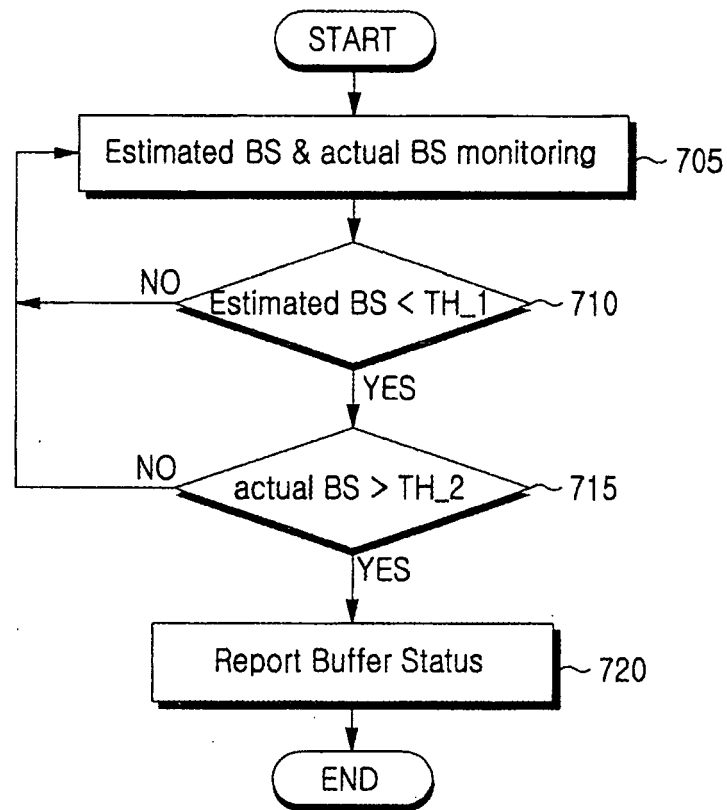 START
Estimated BS & actual BS monitoring
705
NO
Estimated BS < TH_1
710
YES
NO
actual BS > TH_2
715
YES
Report Buffer Status
720
END